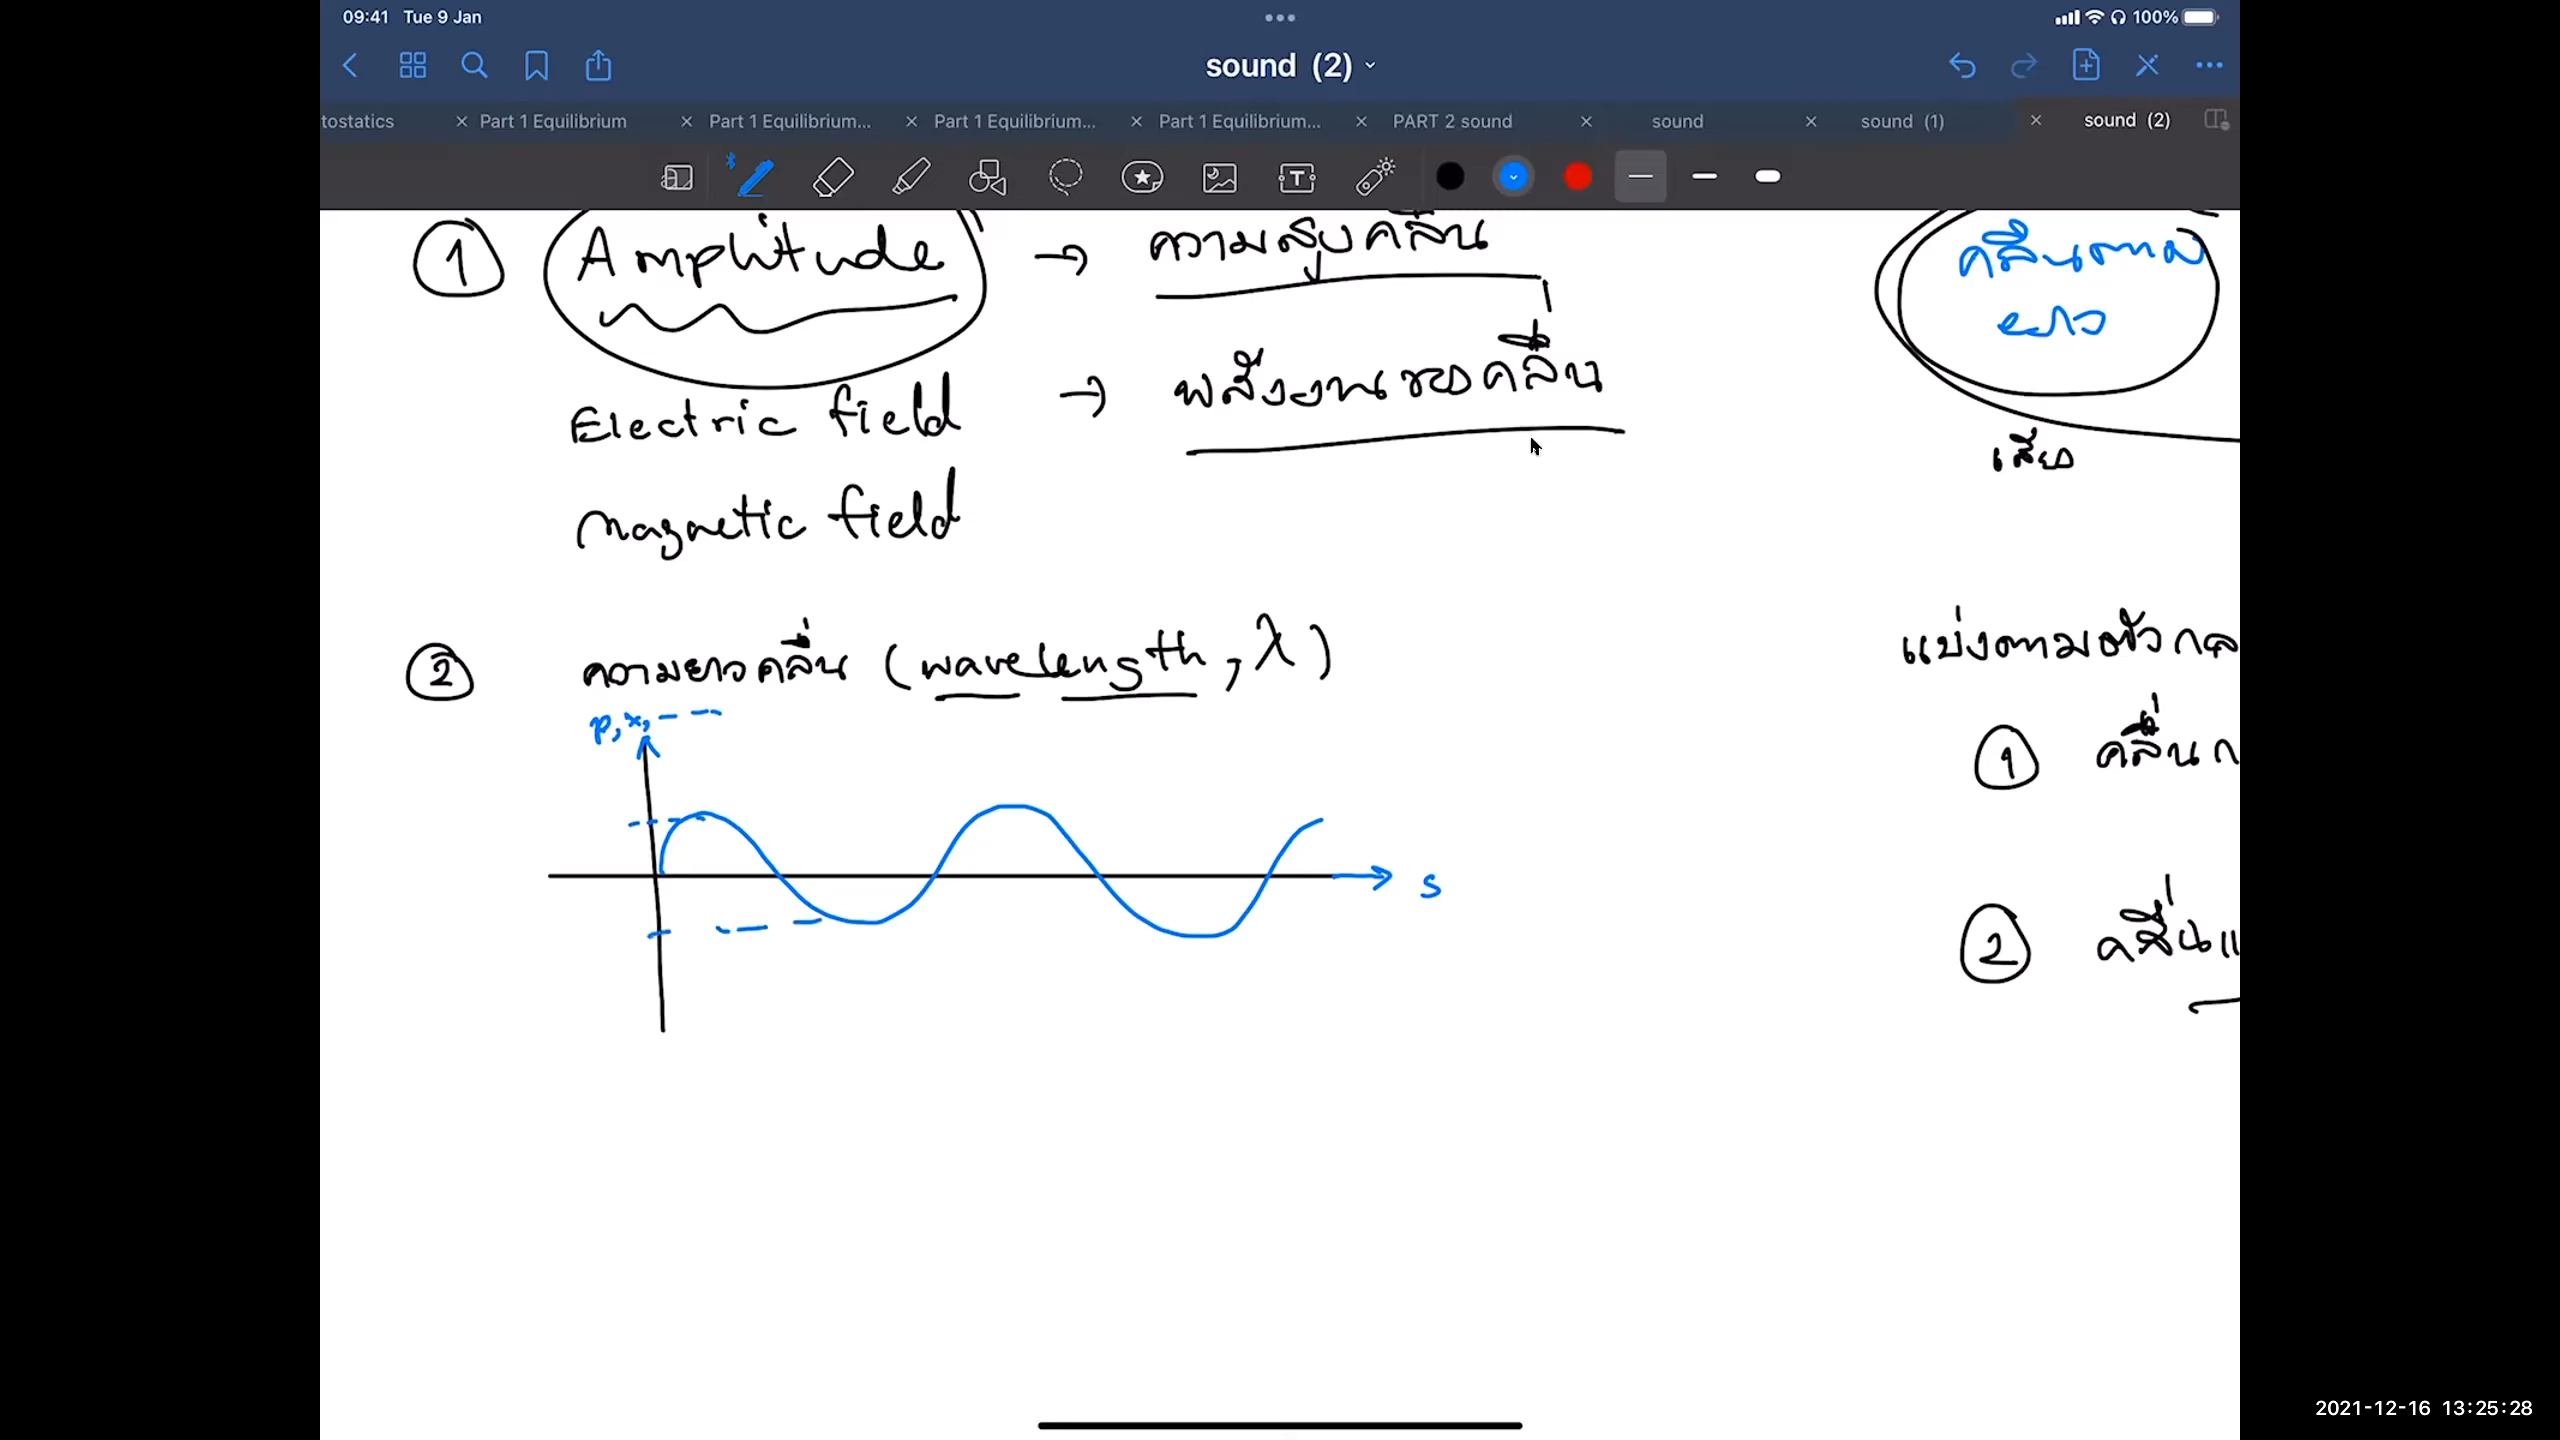 09:41 Tue 9 Jan
100%
sound (2)
tostatics
Part 1 Equilibrium
Part 1 Equilibrium...
Part 1 Equilibrium...
Part 1 Equilibrium...
PART 2 sound
sound
sound (1)
sound (2)
1 Amplitude → ความสูงคลื่น
Electric field → พลังงานของคลื่น
Magnetic field
2 ความยาวคลื่น (wavelength, λ)
p, x, - - -
s
คลื่นตาม
ยาว
เสียง
แบ่งตามตัวกล
1 คลื่นก
2 คลื่นแ
2021-12-16 13:25:28